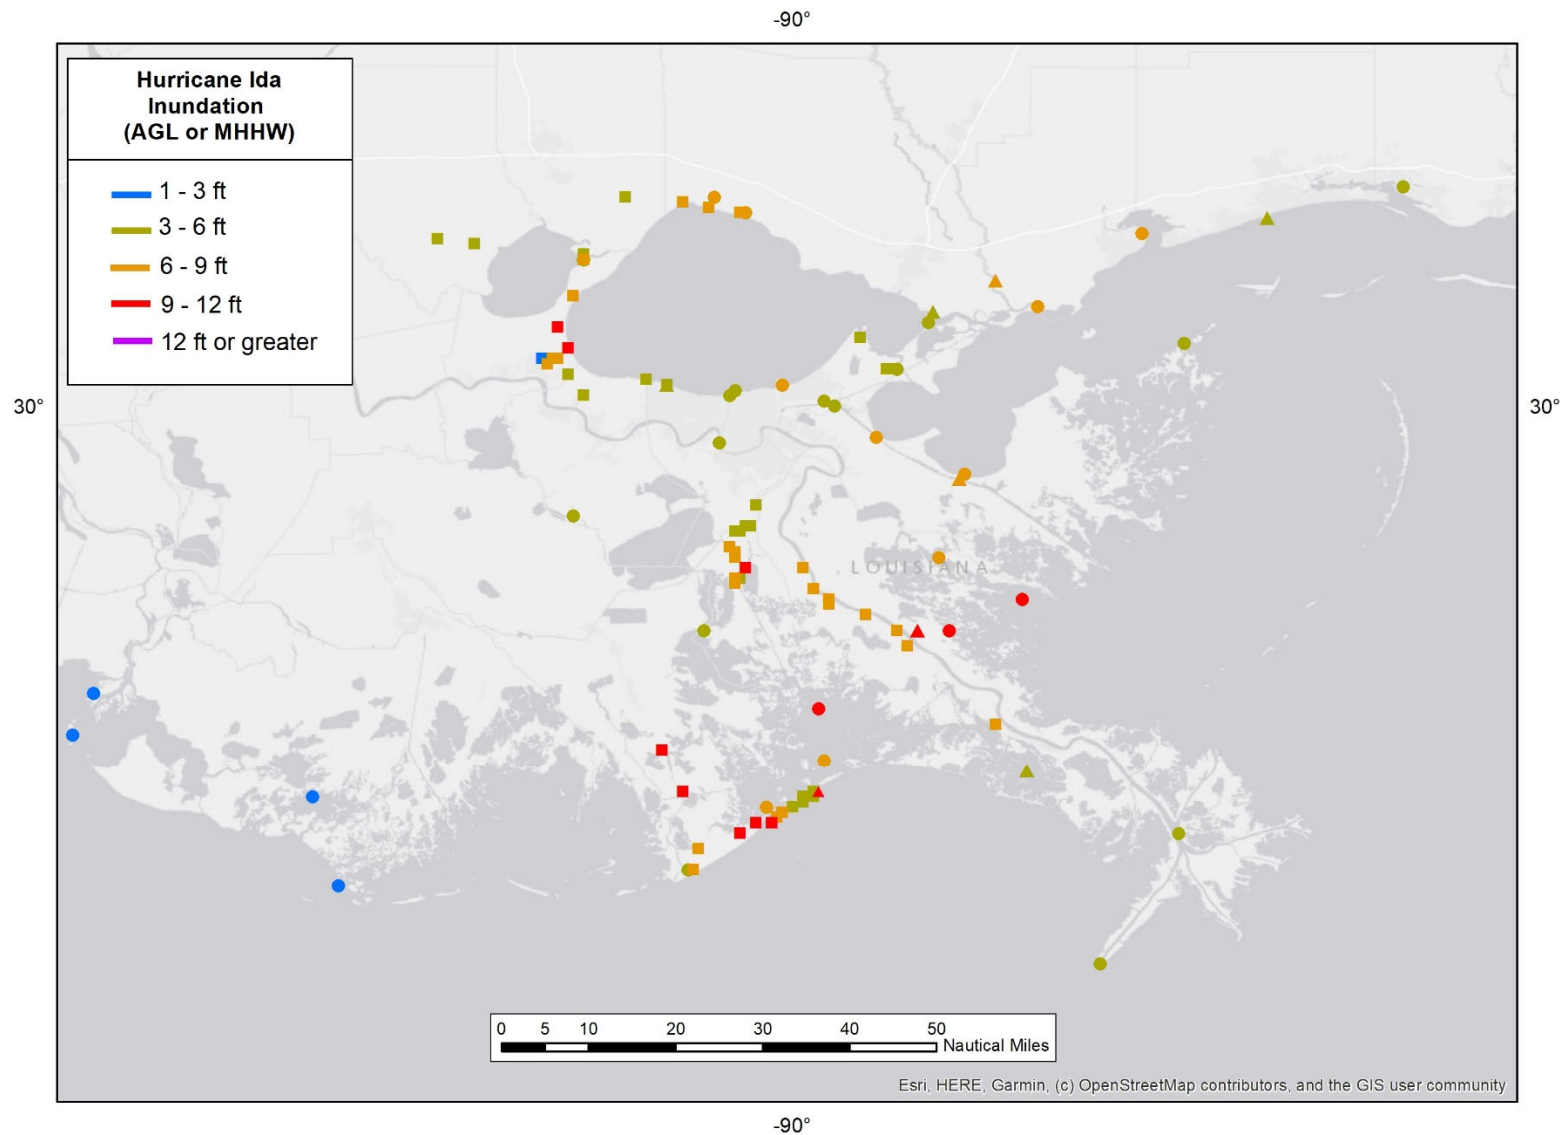 -90°
Hurricane Ida
Inundation
(AGL or MHHW)
1 - 3 ft
3 - 6 ft
6 - 9 ft
9 - 12 ft
12 ft or greater
30°
30°
LOUISIANA
0 5 10 20 30 40 50
Nautical Miles
Esri, HERE, Garmin, (c) OpenStreetMap contributors, and the GIS user community
-90°